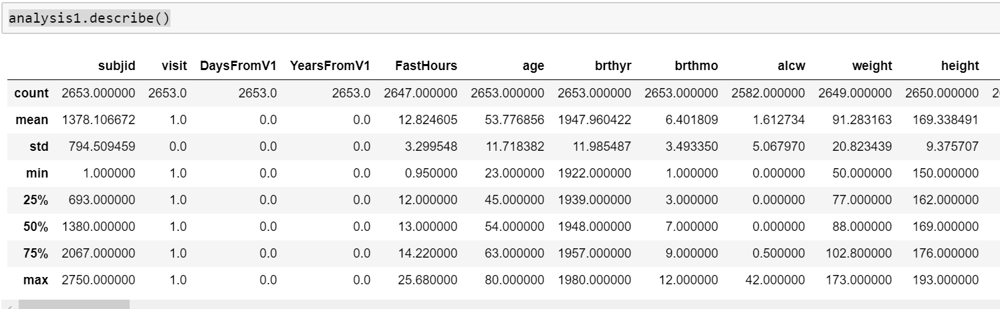 analysis1.describe()
subjid visit DaysFromV1 YearsFromV1 FastHours age brthyr brthmo alcw weight height
count 2653.000000 2653.0 2653.0 2653.0 2647.000000 2653.000000 2653.000000 2653.000000 2582.000000 2649.000000 2650.000000 2
mean 1378.106672 1.0 0.0 0.0 12.824605 53.776856 1947.960422 6.401809 1.612734 91.283163 169.338491
std 794.509459 0.0 0.0 0.0 3.299548 11.718382 11.985487 3.493350 5.067970 20.823439 9.375707
min 1.000000 1.0 0.0 0.0 0.950000 23.000000 1922.000000 1.000000 0.000000 50.000000 150.000000
25% 693.000000 1.0 0.0 0.0 12.000000 45.000000 1939.000000 3.000000 0.000000 77.000000 162.000000
50% 1380.000000 1.0 0.0 0.0 13.000000 54.000000 1948.000000 7.000000 0.000000 88.000000 169.000000
75% 2067.000000 1.0 0.0 0.0 14.220000 63.000000 1957.000000 9.000000 0.500000 102.800000 176.000000
max 2750.000000 1.0 0.0 0.0 25.680000 80.000000 1980.000000 12.000000 42.000000 173.000000 193.000000